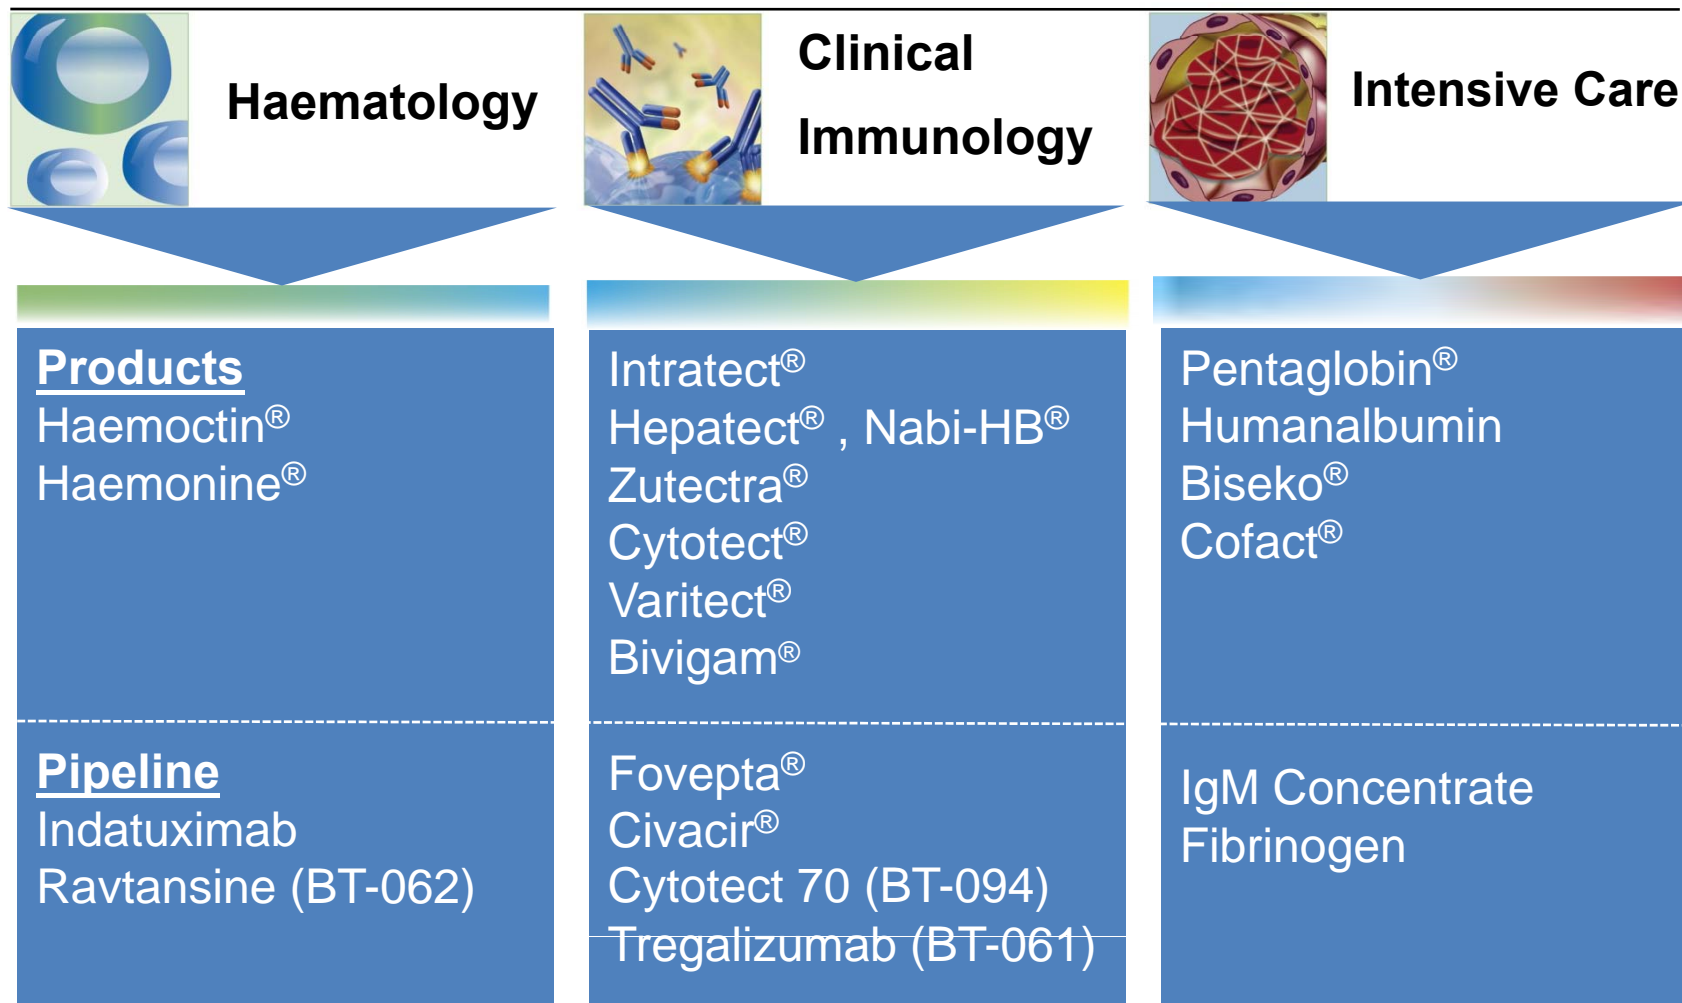 Haematology
Clinical
Immunology
Intensive Care
Products
Haemoctin®
Haemonine®
Pipeline
Indatuximab
Ravtansine (BT-062)
Intratect®
Hepatect® , Nabi-HB®
Zutectra®
Cytotect®
Varitect®
Bivigam®
Fovepta®
Civacir®
Cytotect 70 (BT-094)
Tregalizumab (BT-061)
Pentaglobin®
Humanalbumin
Biseko®
Cofact®
IgM Concentrate
Fibrinogen